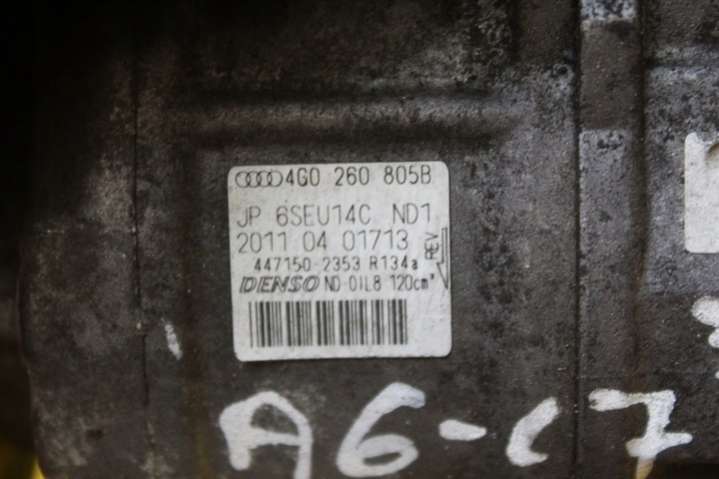 4G0 260 805B
JP 6SEU14C ND1
2011 04 01713
REV
447150-2353 R134a
DENSO ND-OIL8 120cm³
A6-C7